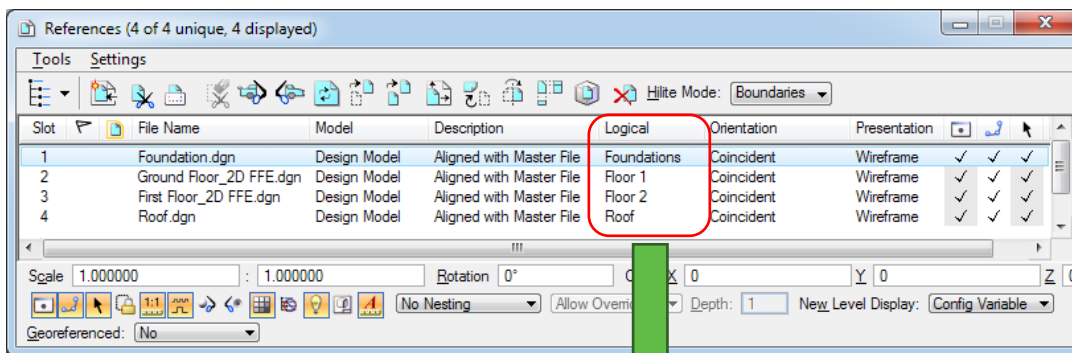 References (4 of 4 unique, 4 displayed)
Tools Settings
Hilite Mode: Boundaries
Slot File Name Model Description Logical Orientation Presentation
1 Foundation.dgn Design Model Aligned with Master File Foundations Coincident Wireframe
2 Ground Floor_2D FFE.dgn Design Model Aligned with Master File Floor 1 Coincident Wireframe
3 First Floor_2D FFE.dgn Design Model Aligned with Master File Floor 2 Coincident Wireframe
4 Roof.dgn Design Model Aligned with Master File Roof Coincident Wireframe
Scale 1.000000 : 1.000000 Rotation 0° X 0 Y 0 Z
1:1 A No Nesting Allow Depth: 1 New Level Display: Config Variable
Georeferenced: No